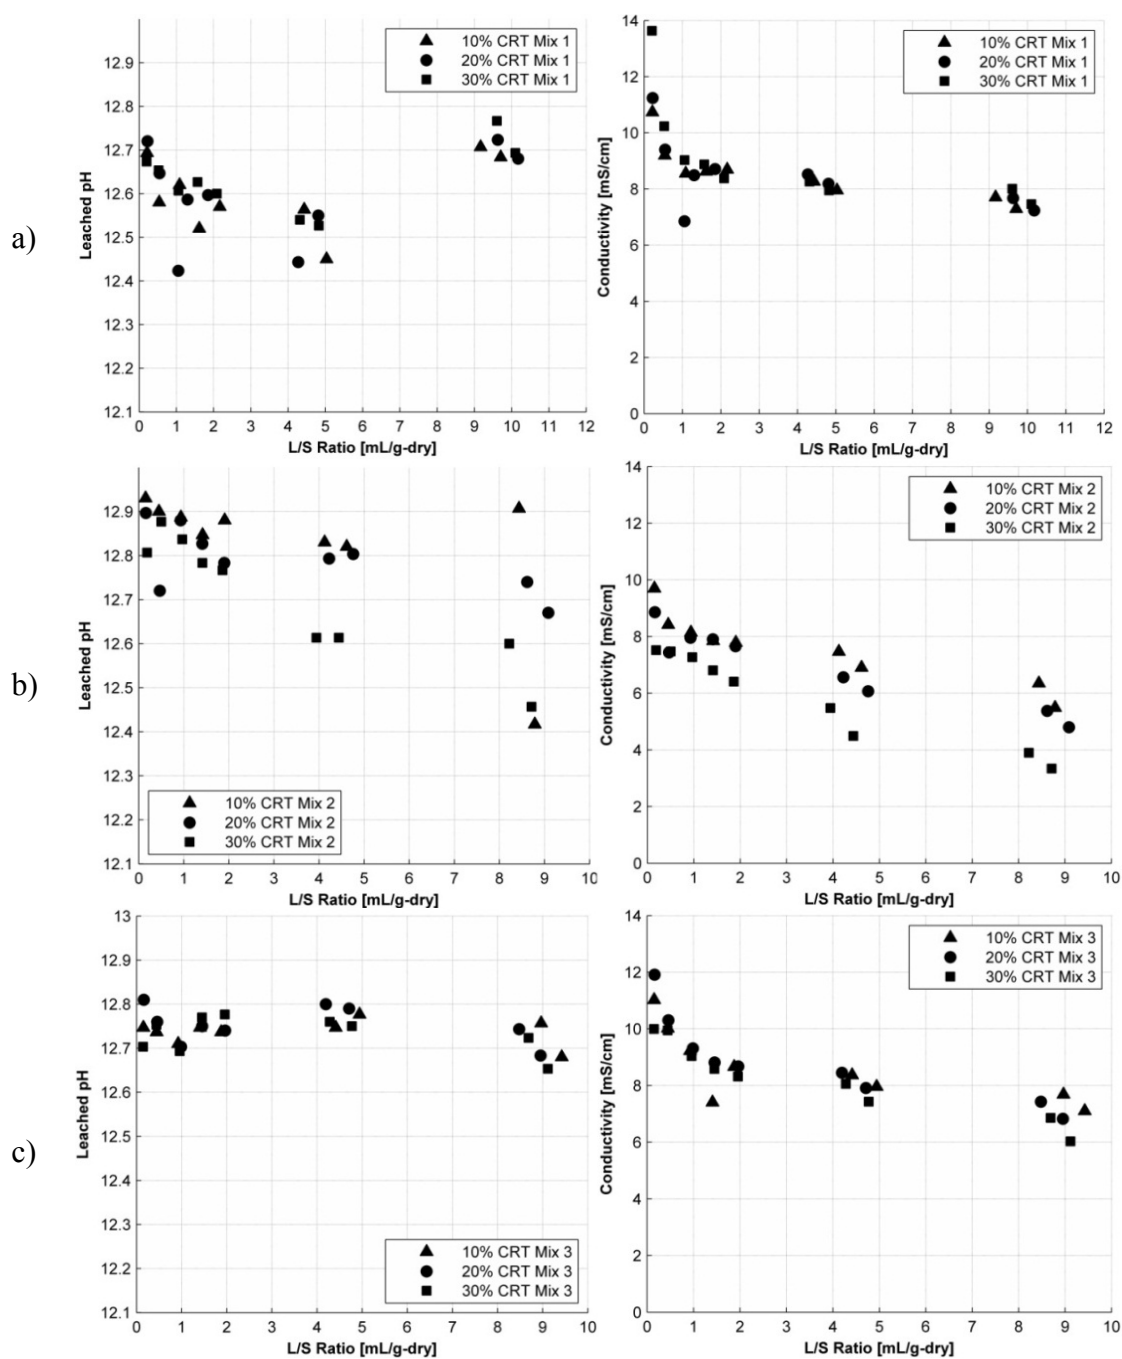 a)
Leached pH
12.9
12.8
12.7
12.6
12.5
12.4
12.3
12.2
12.1
10% CRT Mix 1
20% CRT Mix 1
30% CRT Mix 1
0 1 2 3 4 5 6 7 8 9 10 11 12
L/S Ratio [mL/g-dry]
Conductivity [mS/cm]
14
12
10
8
6
4
2
0
10% CRT Mix 1
20% CRT Mix 1
30% CRT Mix 1
0 1 2 3 4 5 6 7 8 9 10 11 12
L/S Ratio [mL/g-dry]
b)
Leached pH
12.9
12.8
12.7
12.6
12.5
12.4
12.3
12.2
12.1
10% CRT Mix 2
20% CRT Mix 2
30% CRT Mix 2
0 1 2 3 4 5 6 7 8 9 10
L/S Ratio [mL/g-dry]
Conductivity [mS/cm]
14
12
10
8
6
4
2
0
10% CRT Mix 2
20% CRT Mix 2
30% CRT Mix 2
0 1 2 3 4 5 6 7 8 9 10
L/S Ratio [mL/g-dry]
c)
Leached pH
13
12.9
12.8
12.7
12.6
12.5
12.4
12.3
12.2
12.1
10% CRT Mix 3
20% CRT Mix 3
30% CRT Mix 3
0 1 2 3 4 5 6 7 8 9 10
L/S Ratio [mL/g-dry]
Conductivity [mS/cm]
14
12
10
8
6
4
2
0
10% CRT Mix 3
20% CRT Mix 3
30% CRT Mix 3
0 1 2 3 4 5 6 7 8 9 10
L/S Ratio [mL/g-dry]